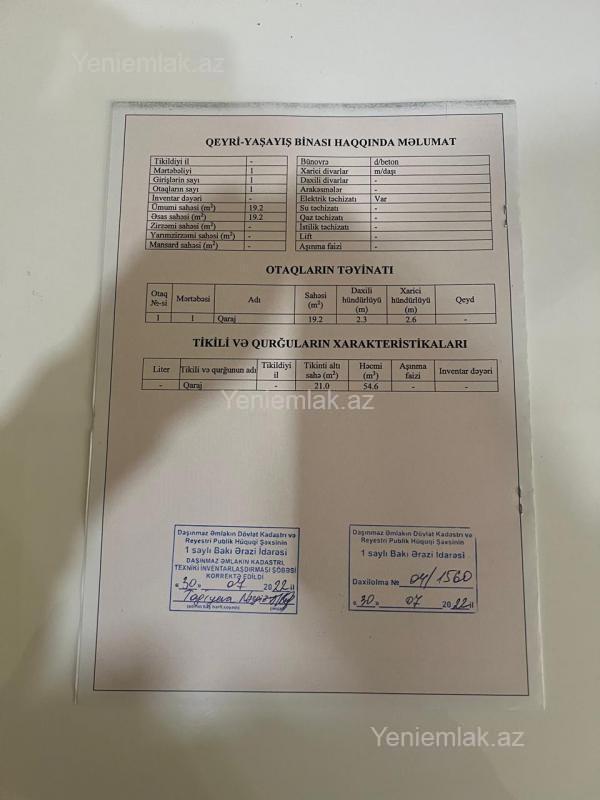 Yeniemlak.az
QEYRİ-YAŞAYIŞ BİNASI HAQQINDA MƏLUMAT
Tikildiyi il -
Mərtəbəliyi 1
Girişlərin sayı 1
Otaqların sayı 1
İnventar dəyəri -
Ümumi sahəsi (m²) 19.2
Əsas sahəsi (m²) 19.2
Zirzəmi sahəsi (m²) -
Yarımzirzəmi sahəsi (m²) -
Mansard sahəsi (m²) -
Bünovrə d/beton
Xarici divarlar m/daşı
Daxili divarlar -
Arakəsmələr -
Elektrik təchizatı Var
Su təchizatı -
Qaz təchizatı -
İstilik təchizatı -
Lift -
Aşınma faizi -
OTAQLARIN TƏYİNATI
Otaq №-si Mərtəbəsi Adı Sahəsi (m²) Daxili hündürlüyü (m) Xarici hündürlüyü (m) Qeyd
1 1 Qaraj 19.2 2.3 2.6 -
TİKİLİ VƏ QURĞULARIN XARAKTERİSTİKALARI
Liter Tikili və qurğunun adı Tikildiyi il Tikinti altı sahə (m²) Həcmi (m³) Aşınma faizi İnventar dəyəri
- Qaraj - 21.0 54.6 - -
Yeniemlak.az
Daşınmaz Əmlakın Dövlət Kadastrı və
Reyestri Publik Hüquqi Şəxsinin
1 saylı Bakı Ərazi İdarəsi
DAŞINMAZ ƏMLAKIN KADASTRI,
TEXNİKİ İNVENTARLAŞDIRMASI ŞÖBƏSİ
KORREKTƏ EDİLDİ
«30» 07 2022 il
Daşınmaz Əmlakın Dövlət Kadastrı və
Reyestri Publik Hüquqi Şəxsinin
1 saylı Bakı Ərazi İdarəsi
Daxilolma № 04/1560
«30» 07 2022 il
Yeniemlak.az